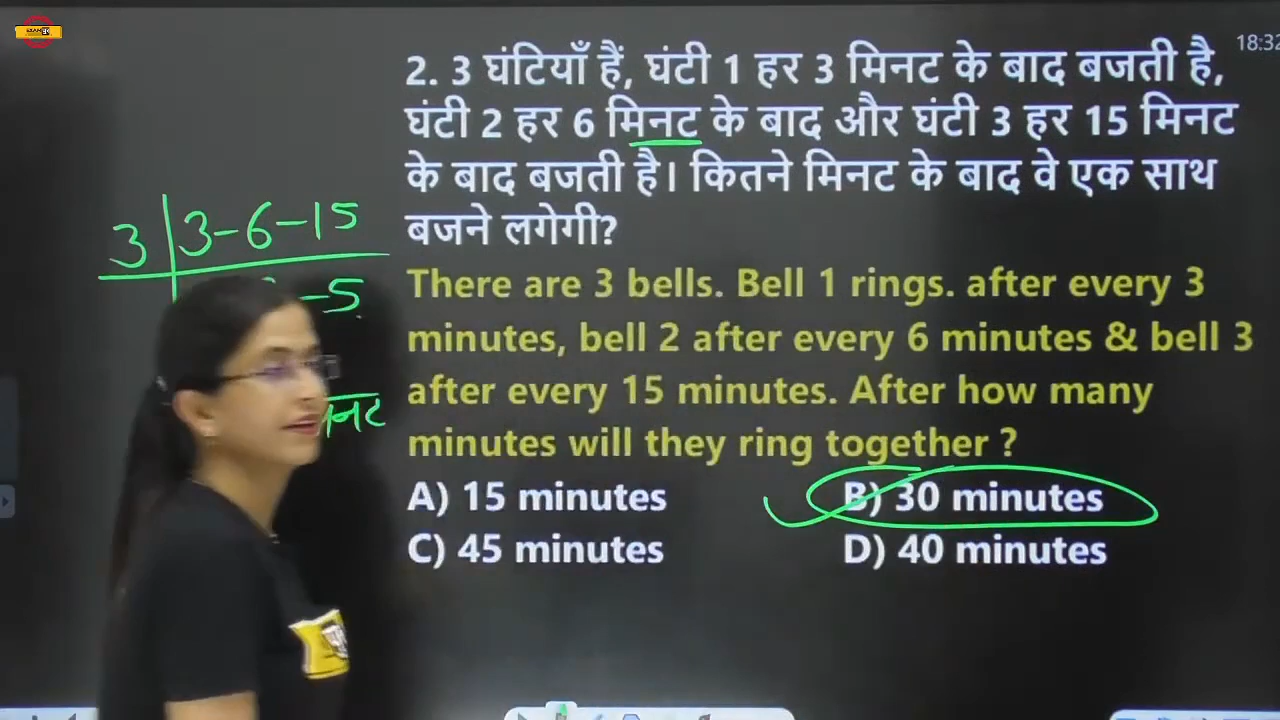 18:32
2. 3 घंटियाँ हैं, घंटी 1 हर 3 मिनट के बाद बजती है,
घंटी 2 हर 6 मिनट के बाद और घंटी 3 हर 15 मिनट
के बाद बजती है। कितने मिनट के बाद वे एक साथ
बजने लगेगी?
There are 3 bells. Bell 1 rings. after every 3
minutes, bell 2 after every 6 minutes & bell 3
after every 15 minutes. After how many
minutes will they ring together ?
A) 15 minutes
B) 30 minutes
C) 45 minutes
D) 40 minutes
3 3-6-15
-5